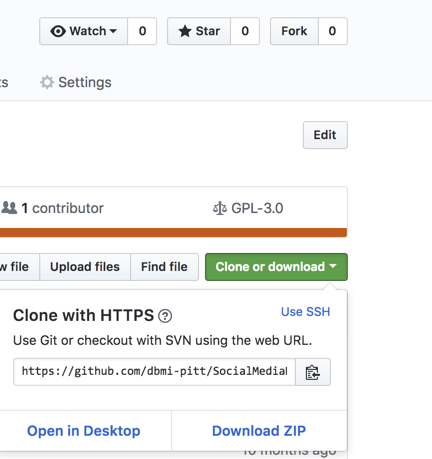 Watch 0 Star 0 Fork 0
Settings
Edit
1 contributor GPL-3.0
file Upload files Find file Clone or download
Clone with HTTPS ? Use SSH
Use Git or checkout with SVN using the web URL.
https://github.com/dbmi-pitt/SocialMedia
Open in Desktop Download ZIP
10 months ago